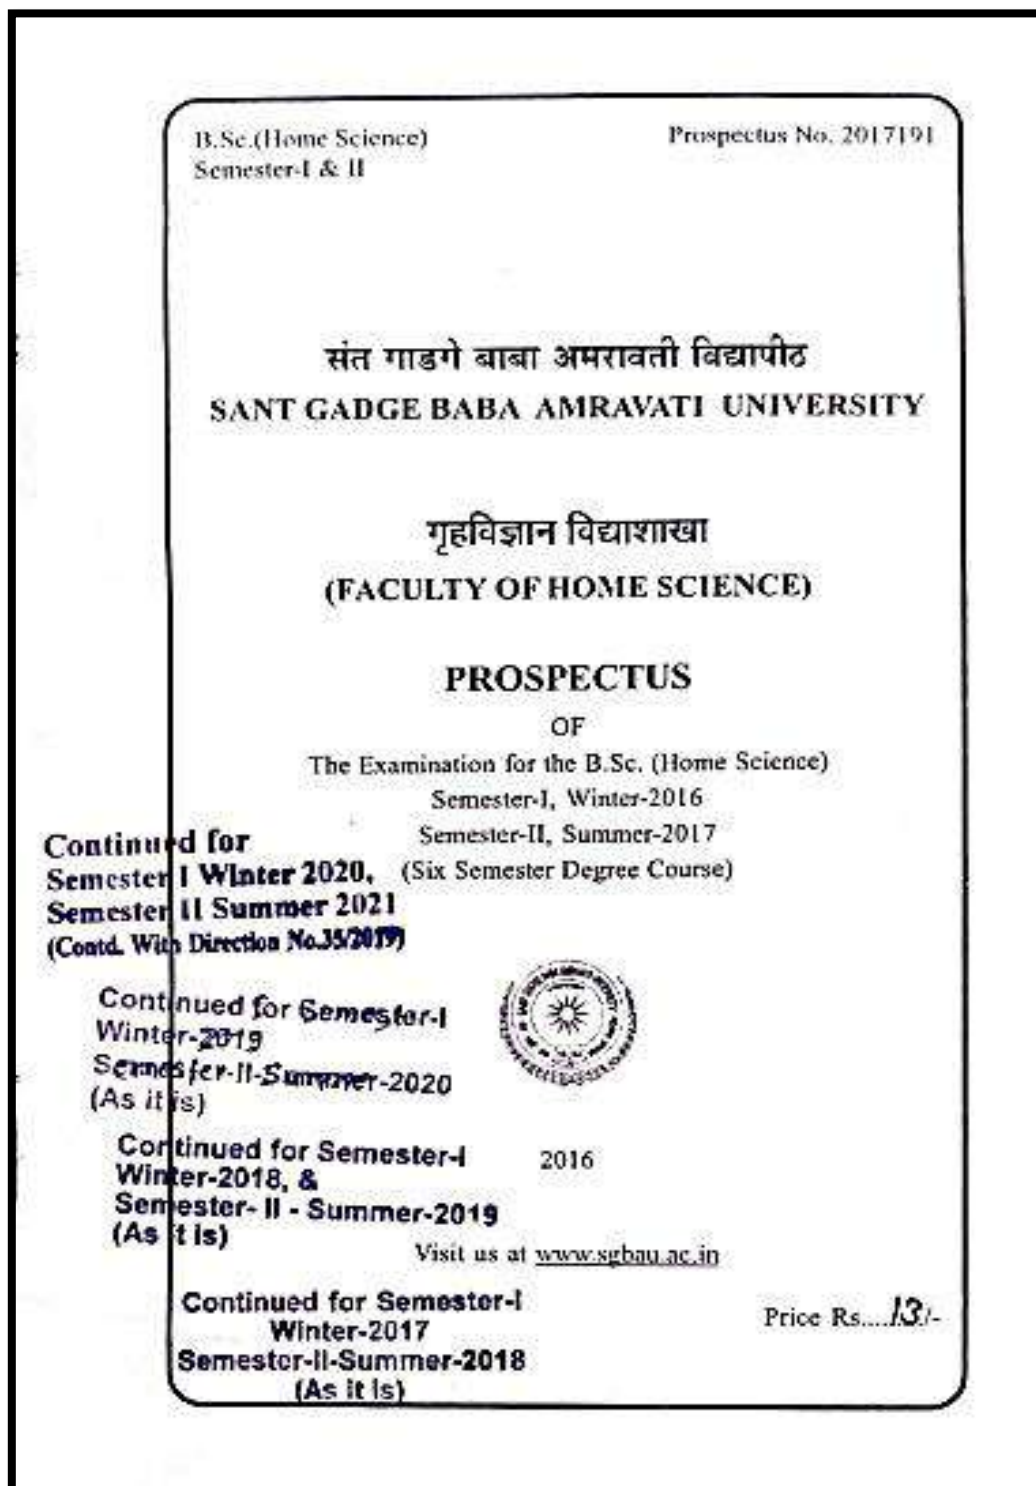 B.Sc.(Home Science)
Prospectus No. 2017191
Semester-I & II
संत गाडगे बाबा अमरावती विद्यापीठ
SANT GADGE BABA AMRAVATI UNIVERSITY
गृहविज्ञान विद्याशाखा
(FACULTY OF HOME SCIENCE)
PROSPECTUS
OF
The Examination for the B.Sc. (Home Science)
Semester-I, Winter-2016
Semester-II, Summer-2017
(Six Semester Degree Course)
Continued for
Semester I Winter 2020,
Semester II Summer 2021
(Contd. With Direction No.35/2019)
Continued for Semester-I
Winter-2019
Semester-II-Summer-2020
(As it is)
Continued for Semester-I
Winter-2018, &
Semester- II - Summer-2019
(As it is)
2016
Visit us at www.sgbau.ac.in
Continued for Semester-I
Winter-2017
Semester-II-Summer-2018
(As it is)
Price Rs....13/-